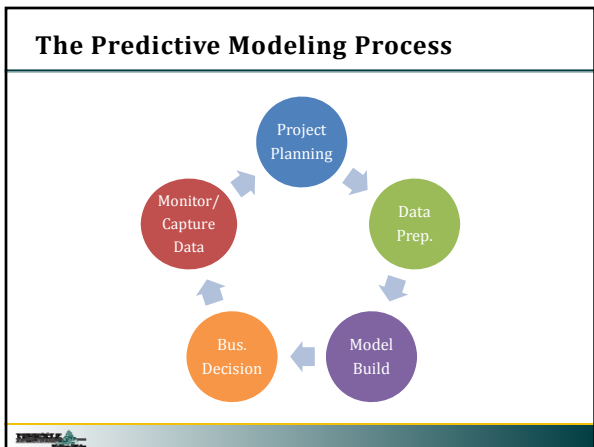 The Predictive Modeling Process
Project
Planning
Data
Prep.
Model
Build
Bus.
Decision
Monitor/
Capture
Data